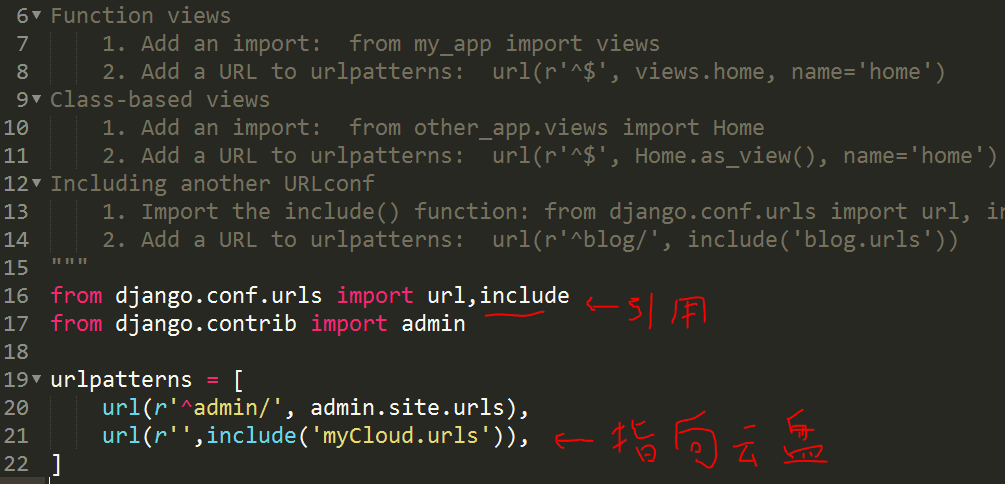 6 Function views
7 1. Add an import: from my_app import views
8 2. Add a URL to urlpatterns: url(r'^$', views.home, name='home')
9 Class-based views
10 1. Add an import: from other_app.views import Home
11 2. Add a URL to urlpatterns: url(r'^$', Home.as_view(), name='home')
12 Including another URLconf
13 1. Import the include() function: from django.conf.urls import url, in
14 2. Add a URL to urlpatterns: url(r'^blog/', include('blog.urls'))
15 """
16 from django.conf.urls import url,include ←引用
17 from django.contrib import admin
18
19 urlpatterns = [
20 url(r'^admin/', admin.site.urls),
21 url(r'',include('myCloud.urls')), ←指向云盘
22 ]